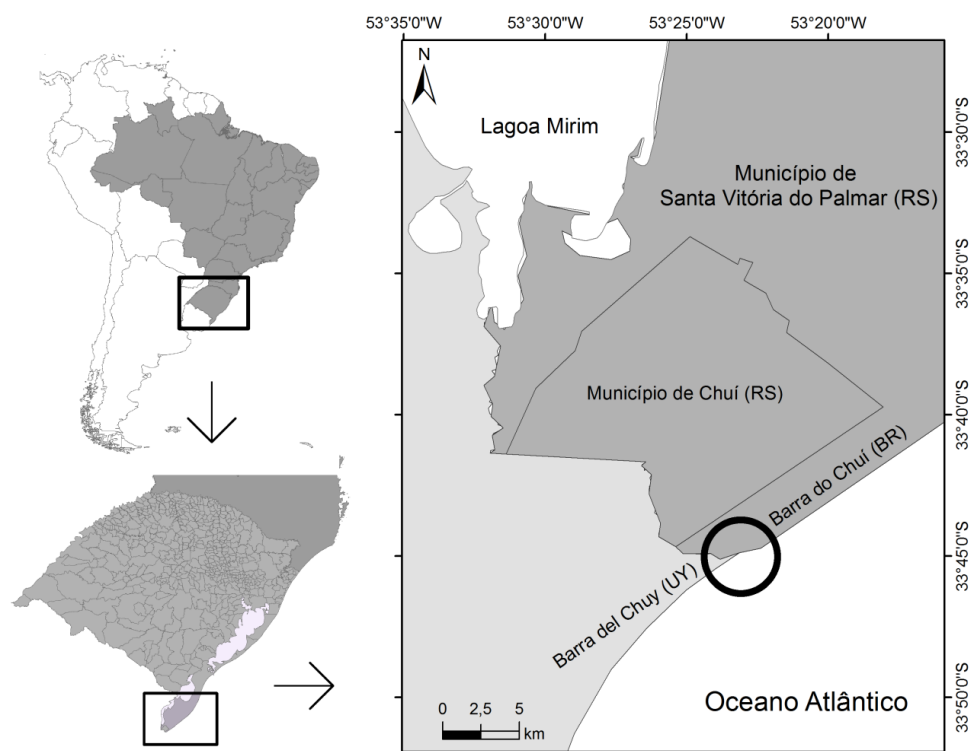 53°35'0"W 53°30'0"W 53°25'0"W 53°20'0"W
N
Lagoa Mirim
33°30'0"S
Município de
Santa Vitória do Palmar (RS)
33°35'0"S
Município de Chuí (RS)
33°40'0"S
Barra do Chuí (BR)
33°45'0"S
Barra del Chuy (UY)
33°50'0"S
Oceano Atlântico
0 2,5 5
km